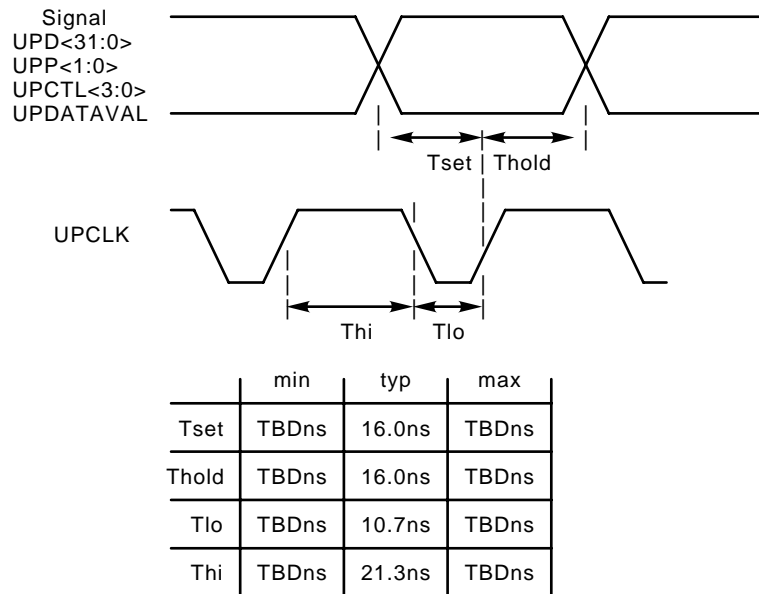 Signal
UPD<31:0>
UPP<1:0>
UPCTL<3:0>
UPDATAVAL
Tset Thold
UPCLK
Thi Tlo
min typ max
Tset TBDns 16.0ns TBDns
Thold TBDns 16.0ns TBDns
Tlo TBDns 10.7ns TBDns
Thi TBDns 21.3ns TBDns